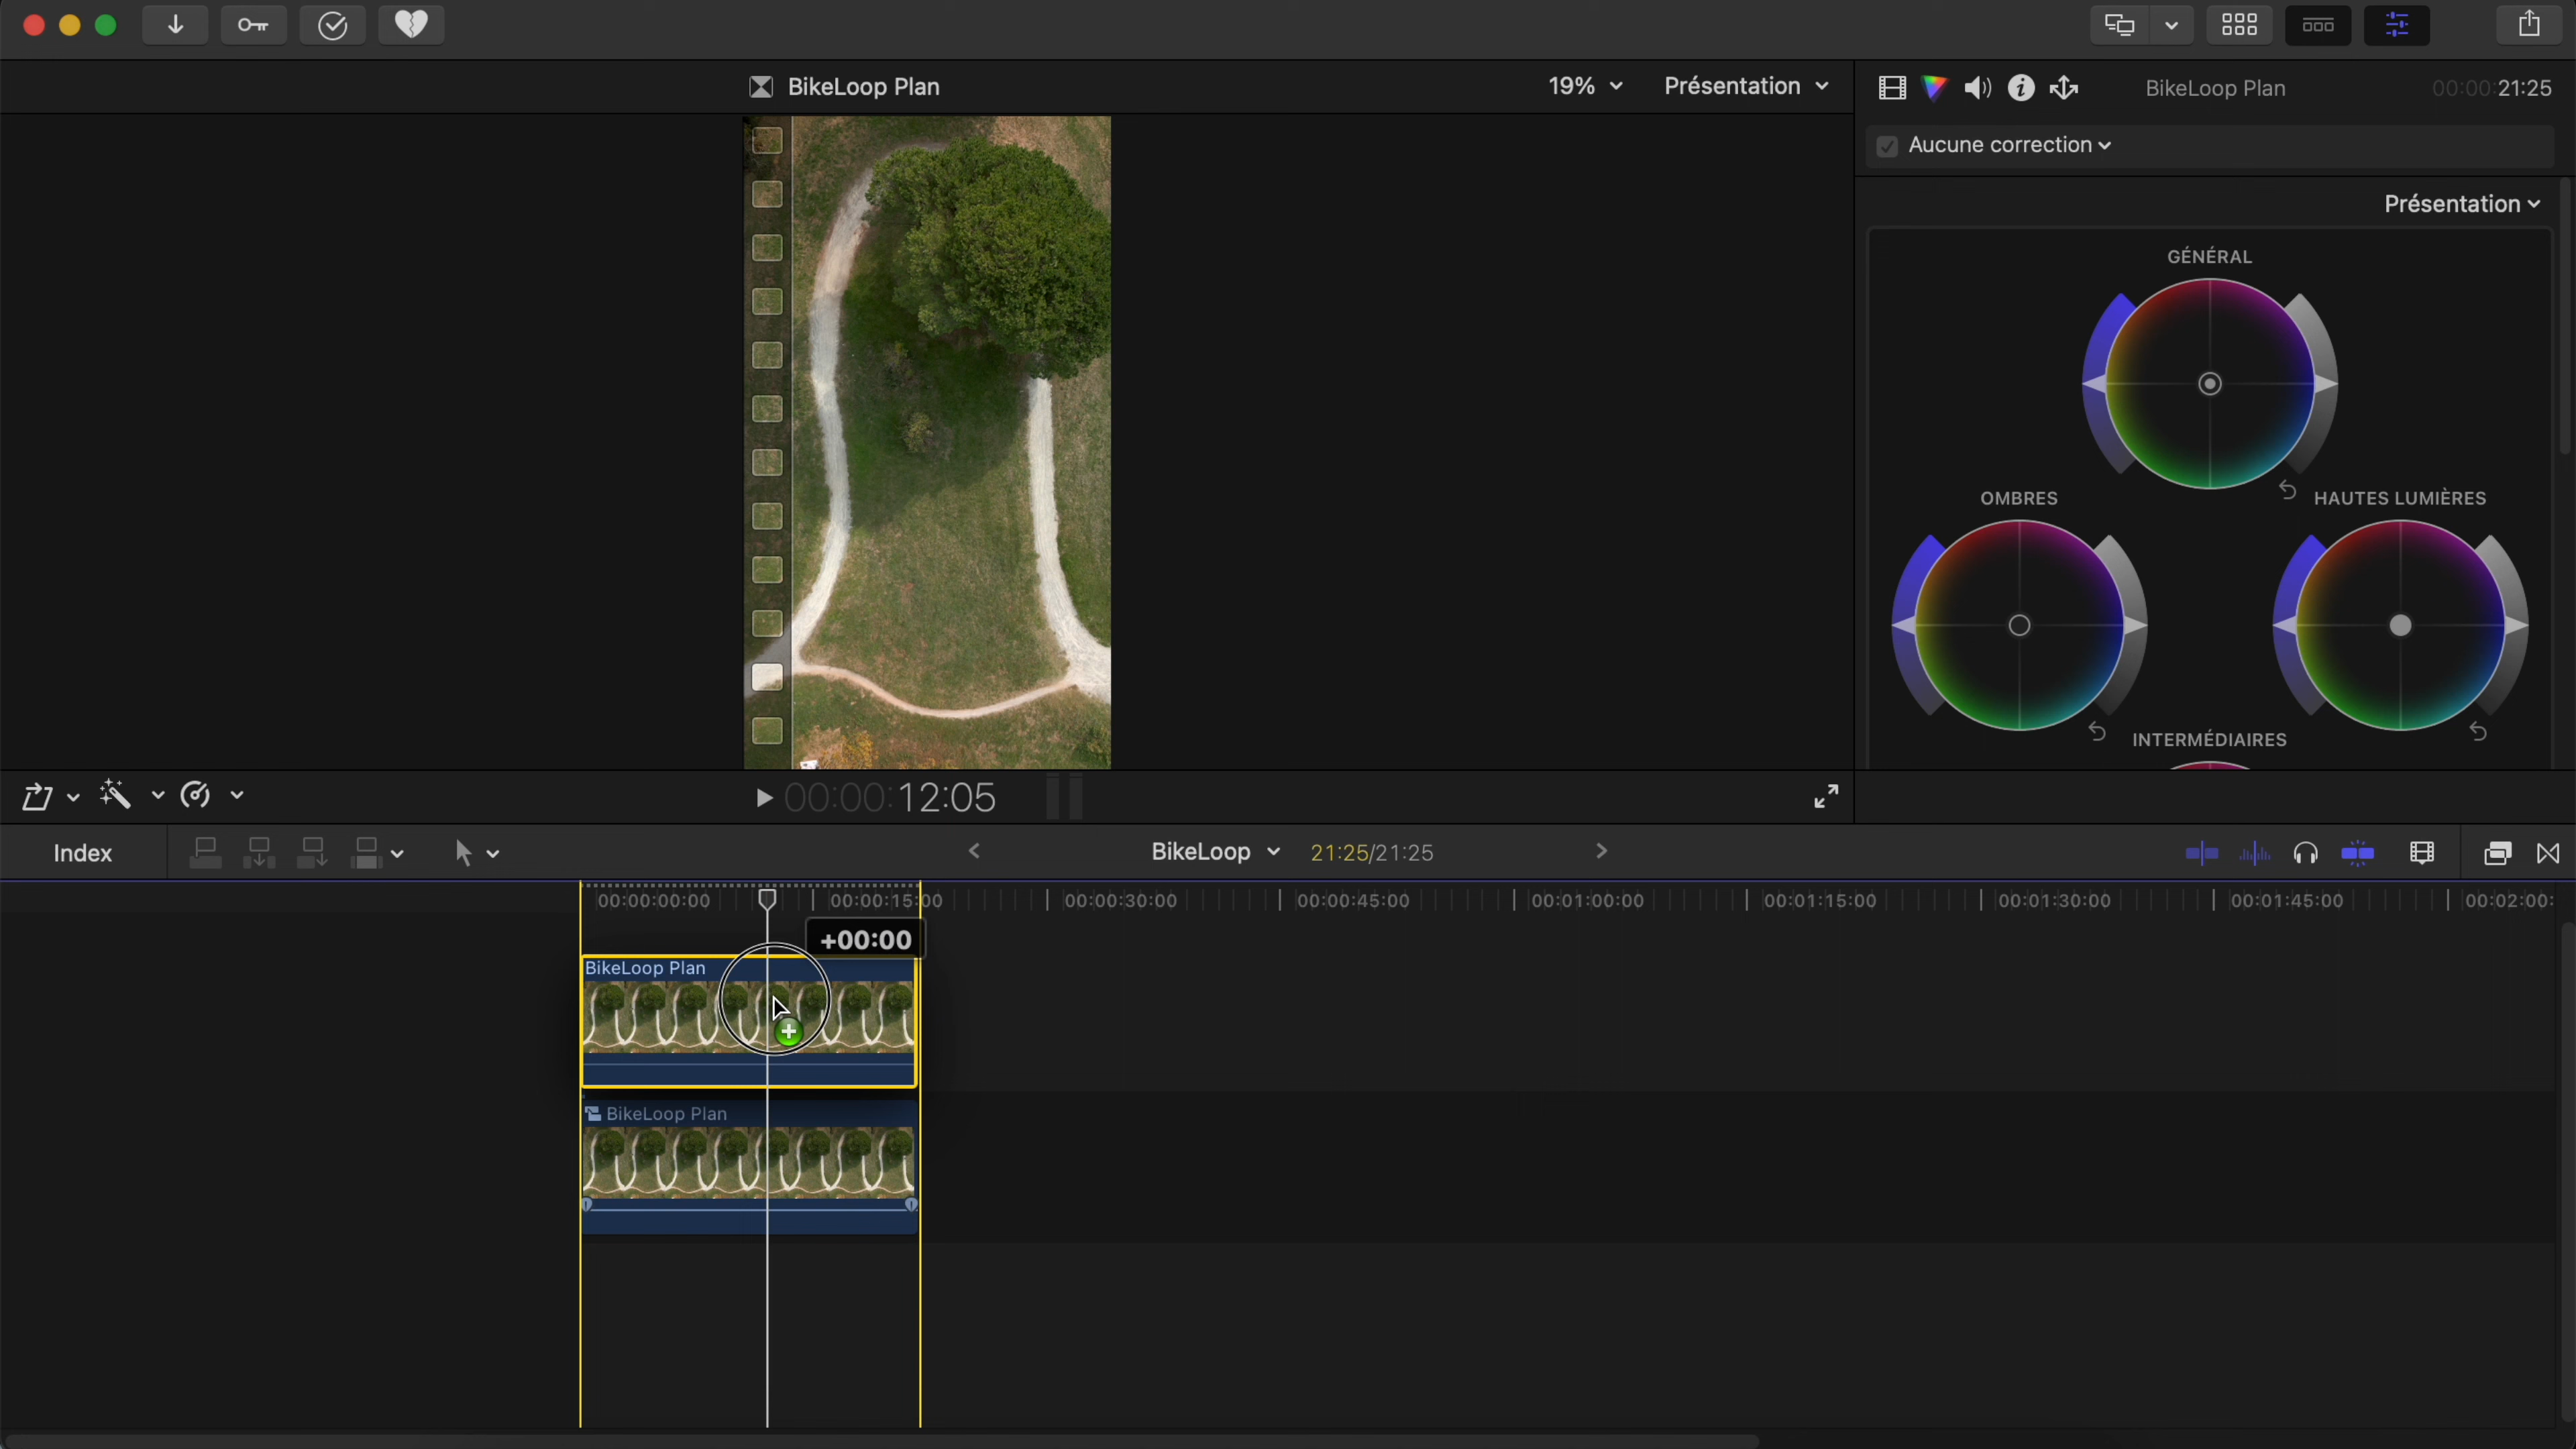 BikeLoop Plan
19%
Présentation
BikeLoop Plan
00:00:21:25
Aucune correction
Présentation
GÉNÉRAL
OMBRES
HAUTES LUMIÈRES
INTERMÉDIAIRES
00:00:12:05
Index
BikeLoop
21:25/21:25
00:00:00:00
00:00:15:00
00:00:30:00
00:00:45:00
00:01:00:00
00:01:15:00
00:01:30:00
00:01:45:00
00:02:00:
+00:00
BikeLoop Plan
BikeLoop Plan